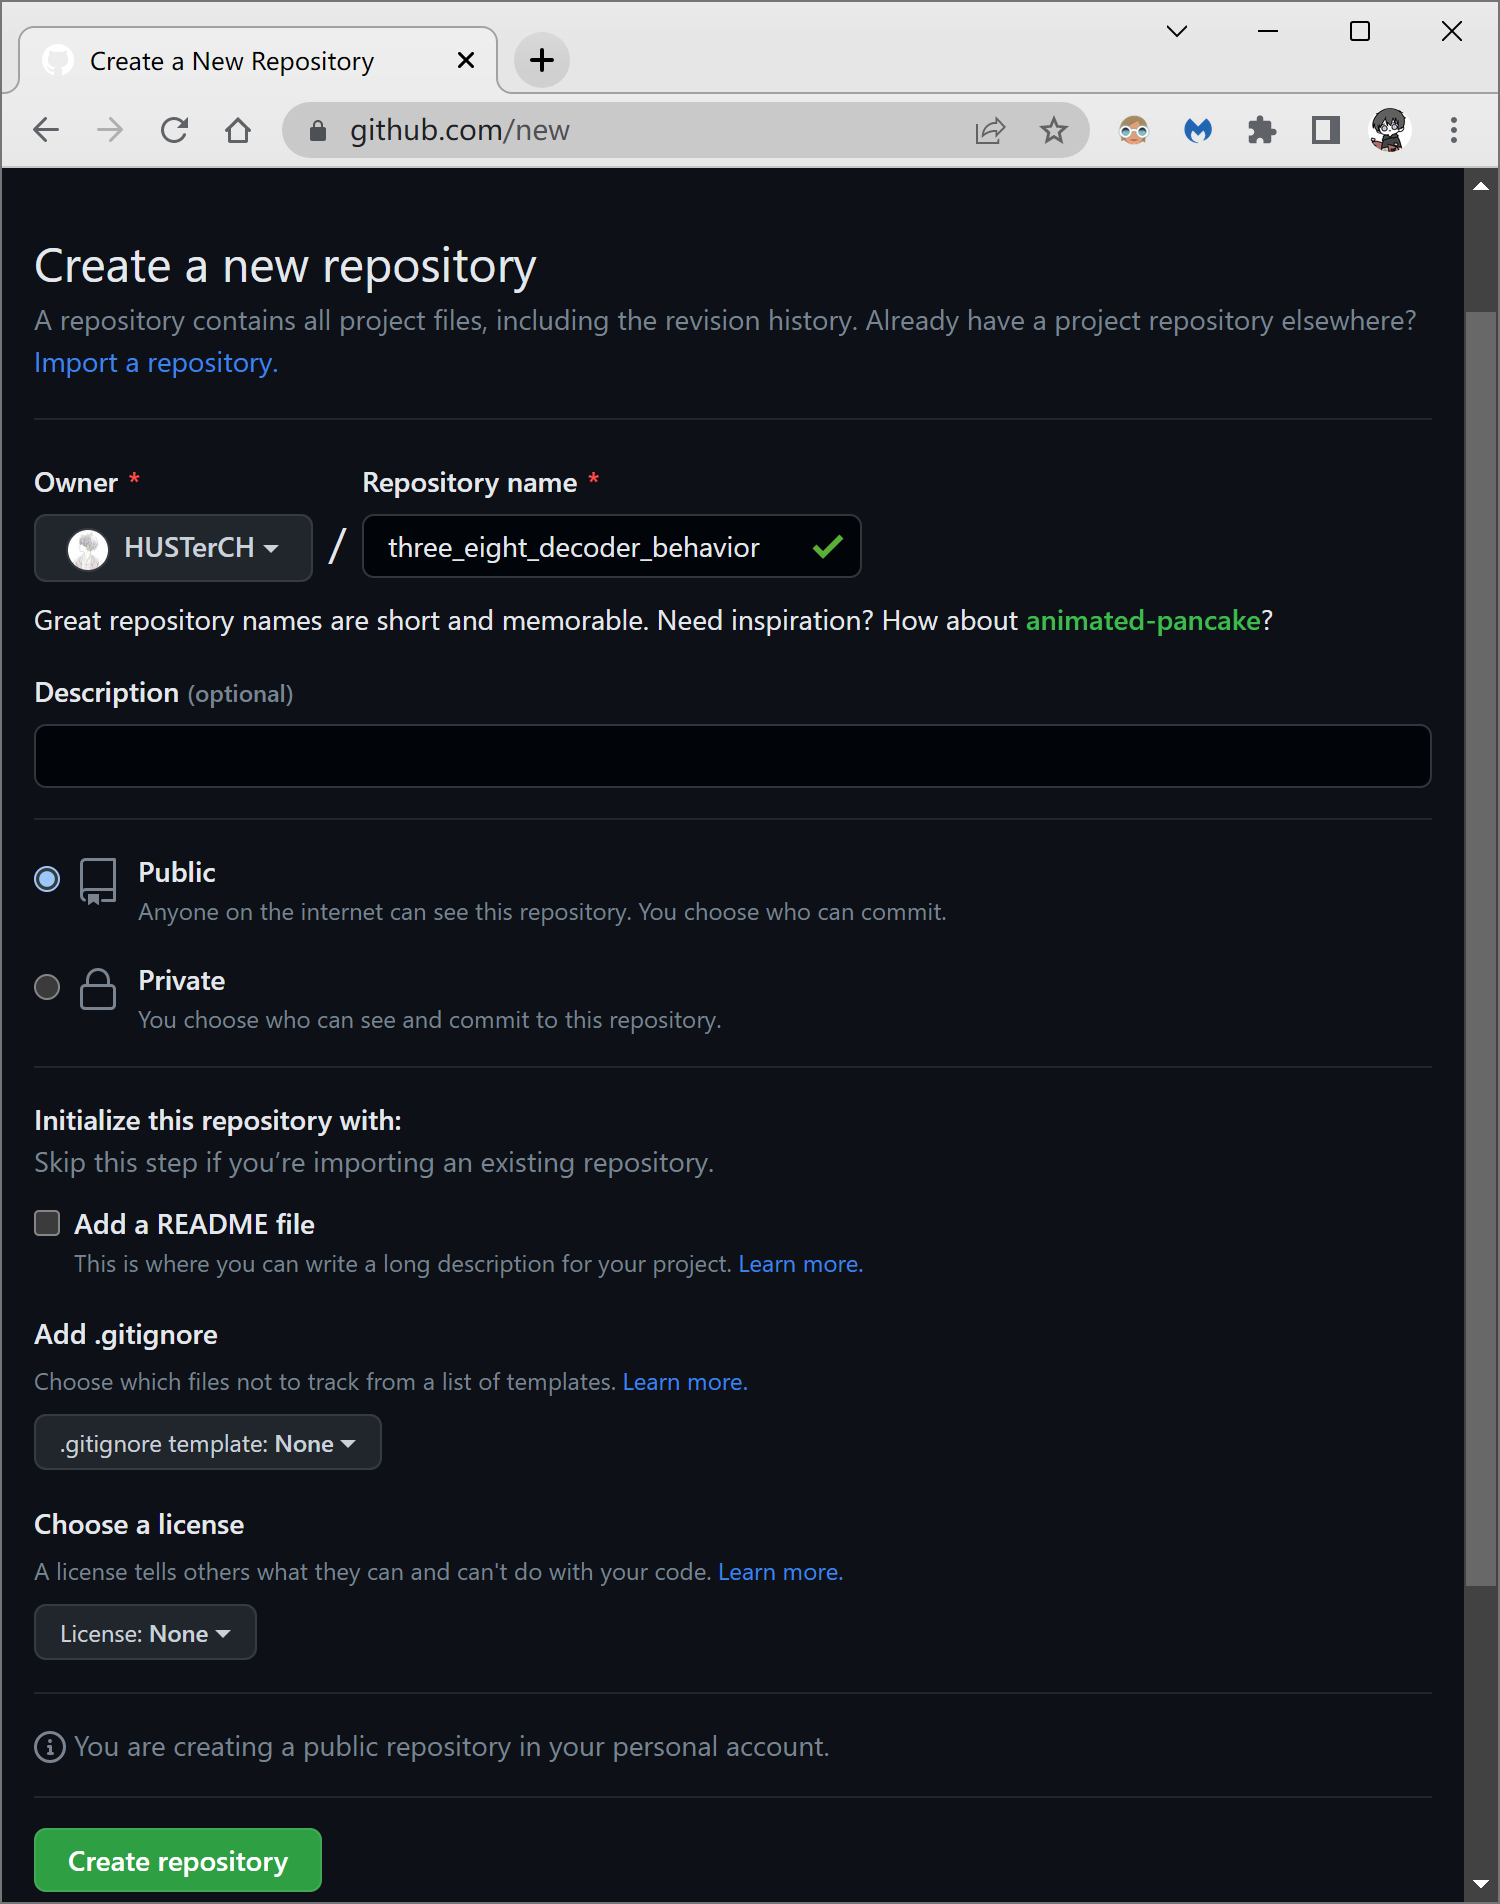 Create a New Repository
github.com/new
Create a new repository
A repository contains all project files, including the revision history. Already have a project repository elsewhere?
Import a repository.
Owner * Repository name *
HUSTerCH / three_eight_decoder_behavior
Great repository names are short and memorable. Need inspiration? How about animated-pancake?
Description (optional)
Public
Anyone on the internet can see this repository. You choose who can commit.
Private
You choose who can see and commit to this repository.
Initialize this repository with:
Skip this step if you’re importing an existing repository.
Add a README file
This is where you can write a long description for your project. Learn more.
Add .gitignore
Choose which files not to track from a list of templates. Learn more.
.gitignore template: None
Choose a license
A license tells others what they can and can't do with your code. Learn more.
License: None
You are creating a public repository in your personal account.
Create repository